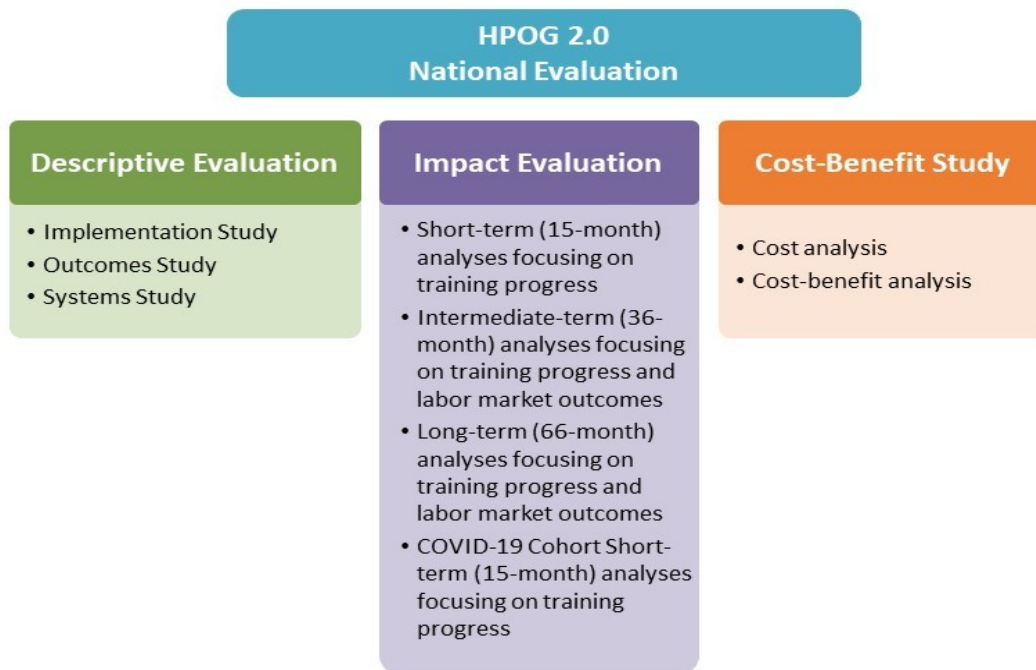 HPOG 2.0
National Evaluation
Descriptive Evaluation
• Implementation Study
• Outcomes Study
• Systems Study
Impact Evaluation
• Short-term (15-month)
analyses focusing on
training progress
• Intermediate-term (36-
month) analyses focusing
on training progress and
labor market outcomes
• Long-term (66-month)
analyses focusing on
training progress and
labor market outcomes
• COVID-19 Cohort Short-
term (15-month) analyses
focusing on training
progress
Cost-Benefit Study
• Cost analysis
• Cost-benefit analysis